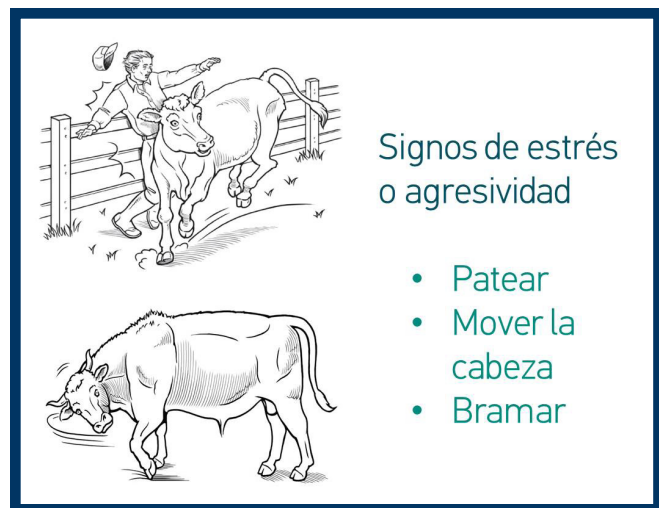 Signos de estrés
o agresividad
• Patear
• Mover la
cabeza
• Bramar